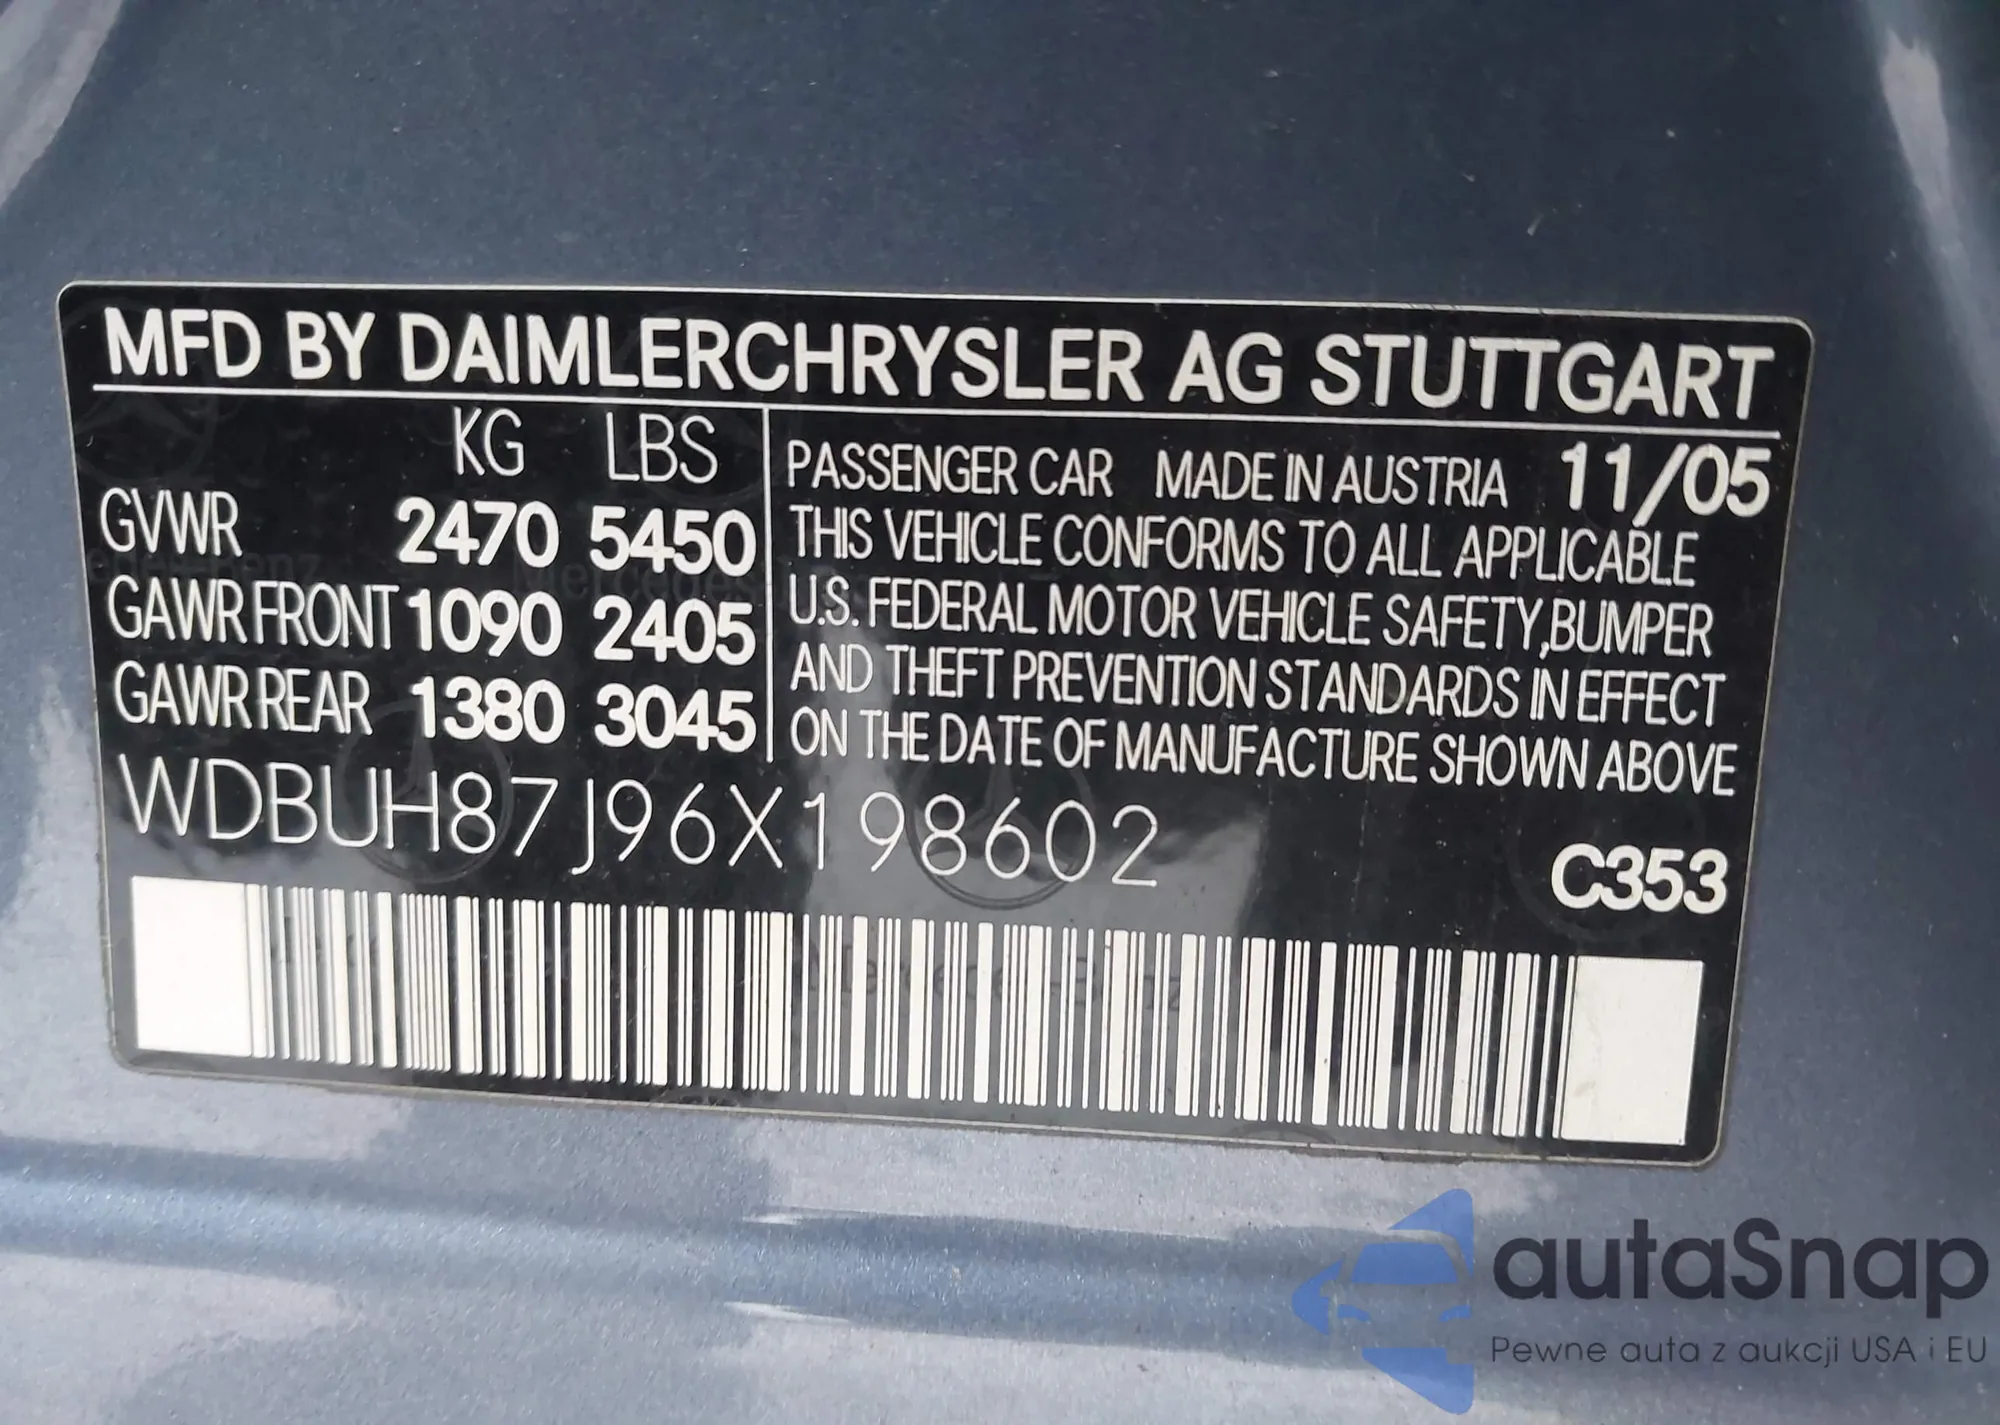 MFD BY DAIMLERCHRYSLER AG STUTTGART
KG LBS
GVWR 2470 5450
GAWR FRONT 1090 2405
GAWR REAR 1380 3045
PASSENGER CAR MADE IN AUSTRIA 11/05
THIS VEHICLE CONFORMS TO ALL APPLICABLE
U.S. FEDERAL MOTOR VEHICLE SAFETY,BUMPER
AND THEFT PREVENTION STANDARDS IN EFFECT
ON THE DATE OF MANUFACTURE SHOWN ABOVE
WDBUH87J96X198602
C353
autaSnap
Pewne auta z aukcji USA i EU